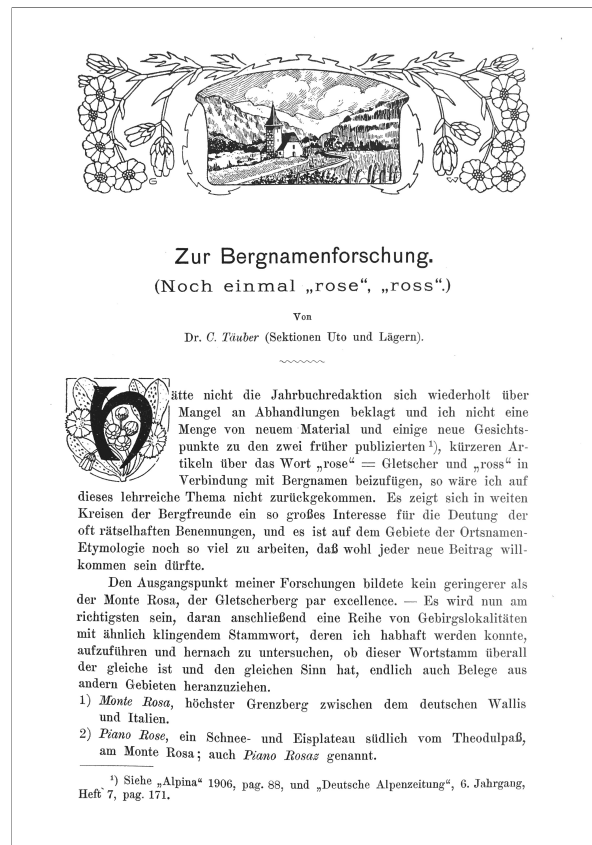 Zur Bergnamenforschung.
(Noch einmal „rose“, „ross“.)
Von
Dr. C. Täuber (Sektionen Uto und Lägern).
Hätte nicht die Jahrbuchredaktion sich wiederholt über
Mangel an Abhandlungen beklagt und ich nicht eine
Menge von neuem Material und einige neue Gesichts-
punkte zu den zwei früher publizierten ¹), kürzeren Ar-
tikeln über das Wort „rose“ = Gletscher und „ross“ in
Verbindung mit Bergnamen beizufügen, so wäre ich auf
dieses lehrreiche Thema nicht zurückgekommen. Es zeigt sich in weiten
Kreisen der Bergfreunde ein so großes Interesse für die Deutung der
oft rätselhaften Benennungen, und es ist auf dem Gebiete der Ortsnamen-
Etymologie noch so viel zu arbeiten, daß wohl jeder neue Beitrag will-
kommen sein dürfte.
Den Ausgangspunkt meiner Forschungen bildete kein geringerer als
der Monte Rosa, der Gletscherberg par excellence. — Es wird nun am
richtigsten sein, daran anschließend eine Reihe von Gebirgslokalitäten
mit ähnlich klingendem Stammwort, deren ich habhaft werden konnte,
aufzuführen und hernach zu untersuchen, ob dieser Wortstamm überall
der gleiche ist und den gleichen Sinn hat, endlich auch Belege aus
andern Gebieten heranzuziehen.
1) Monte Rosa, höchster Grenzberg zwischen dem deutschen Wallis
und Italien.
2) Piano Rose, ein Schnee- und Eisplateau südlich vom Theodulpaß,
am Monte Rosa; auch Piano Rosaz genannt.
¹) Siehe „Alpina“ 1906, pag. 88, und „Deutsche Alpenzeitung“, 6. Jahrgang,
Heft 7, pag. 171.